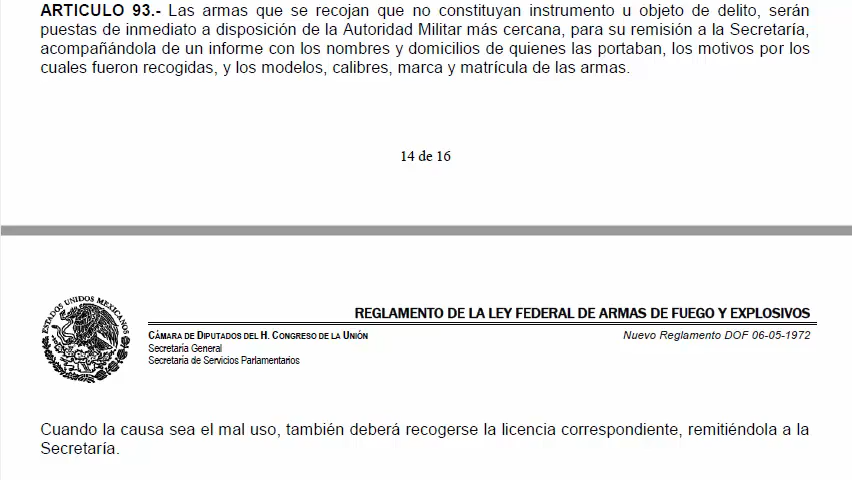 ARTICULO 93.- Las armas que se recojan que no constituyan instrumento u objeto de delito, serán
puestas de inmediato a disposición de la Autoridad Militar más cercana, para su remisión a la Secretaría,
acompañándola de un informe con los nombres y domicilios de quienes las portaban, los motivos por los
cuales fueron recogidas, y los modelos, calibres, marca y matrícula de las armas.
14 de 16
ESTADOS UNIDOS MEXICANOS
REGLAMENTO DE LA LEY FEDERAL DE ARMAS DE FUEGO Y EXPLOSIVOS
CÁMARA DE DIPUTADOS DEL H. CONGRESO DE LA UNIÓN
Nuevo Reglamento DOF 06-05-1972
Secretaría General
Secretaría de Servicios Parlamentarios
Cuando la causa sea el mal uso, también deberá recogerse la licencia correspondiente, remitiéndola a la
Secretaría.